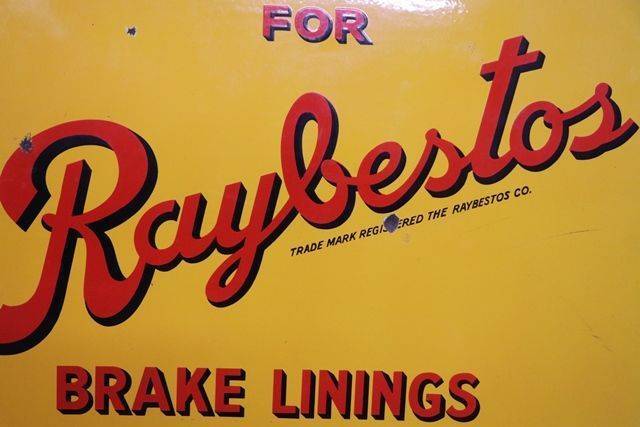 FOR
Raybestos
TRADE MARK REGISTERED THE RAYBESTOS CO.
BRAKE LININGS